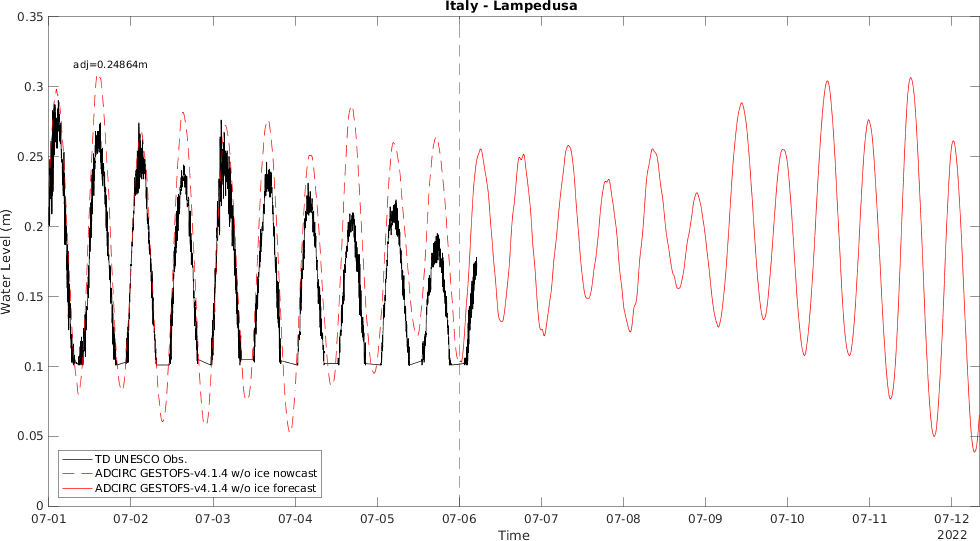 Italy - Lampedusa
adj=0.24864m
0.35
0.3
0.25
0.2
0.15
0.1
0.05
0
Water Level (m)
TD UNESCO Obs.
ADCIRC GESTOFS-v4.1.4 w/o ice nowcast
ADCIRC GESTOFS-v4.1.4 w/o ice forecast
07-01 07-02 07-03 07-04 07-05 07-06 07-07 07-08 07-09 07-10 07-11 07-12
Time
2022